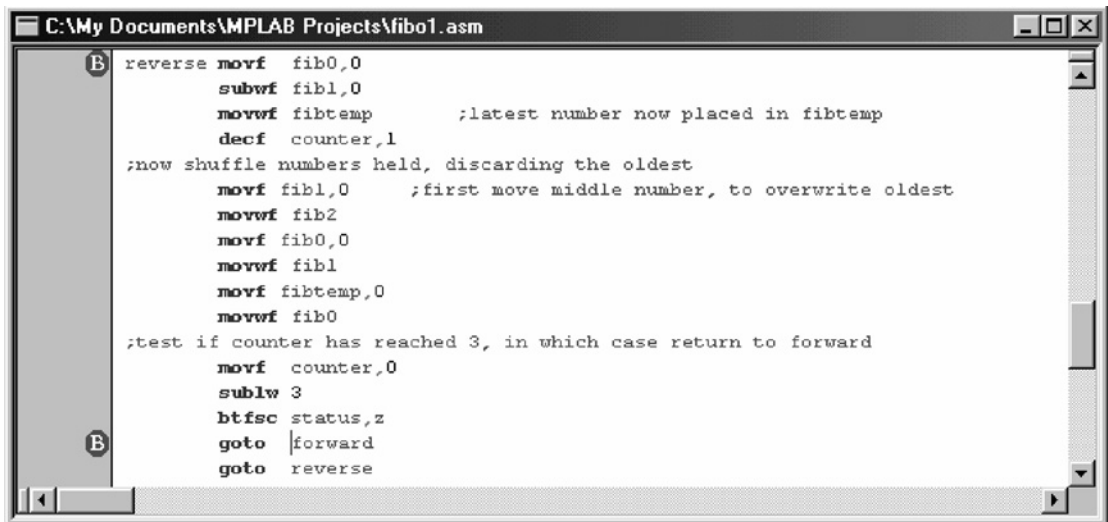 C:\My Documents\MPLAB Projects\fibo1.asm
B reverse movf fib0,0
subwf fib1,0
movwf fibtemp ;latest number now placed in fibtemp
decf counter,1
;now shuffle numbers held, discarding the oldest
movf fib1,0 ;first move middle number, to overwrite oldest
movwf fib2
movf fib0,0
movwf fib1
movf fibtemp,0
movwf fib0
;test if counter has reached 3, in which case return to forward
movf counter,0
sublw 3
btfsc status,z
B goto forward
goto reverse